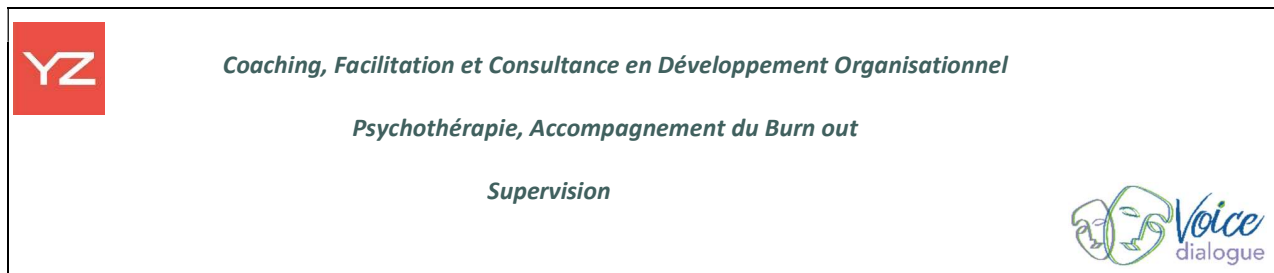 YZ
Coaching, Facilitation et Consultance en Développement Organisationnel
Psychothérapie, Accompagnement du Burn out
Supervision
Voice
dialogue